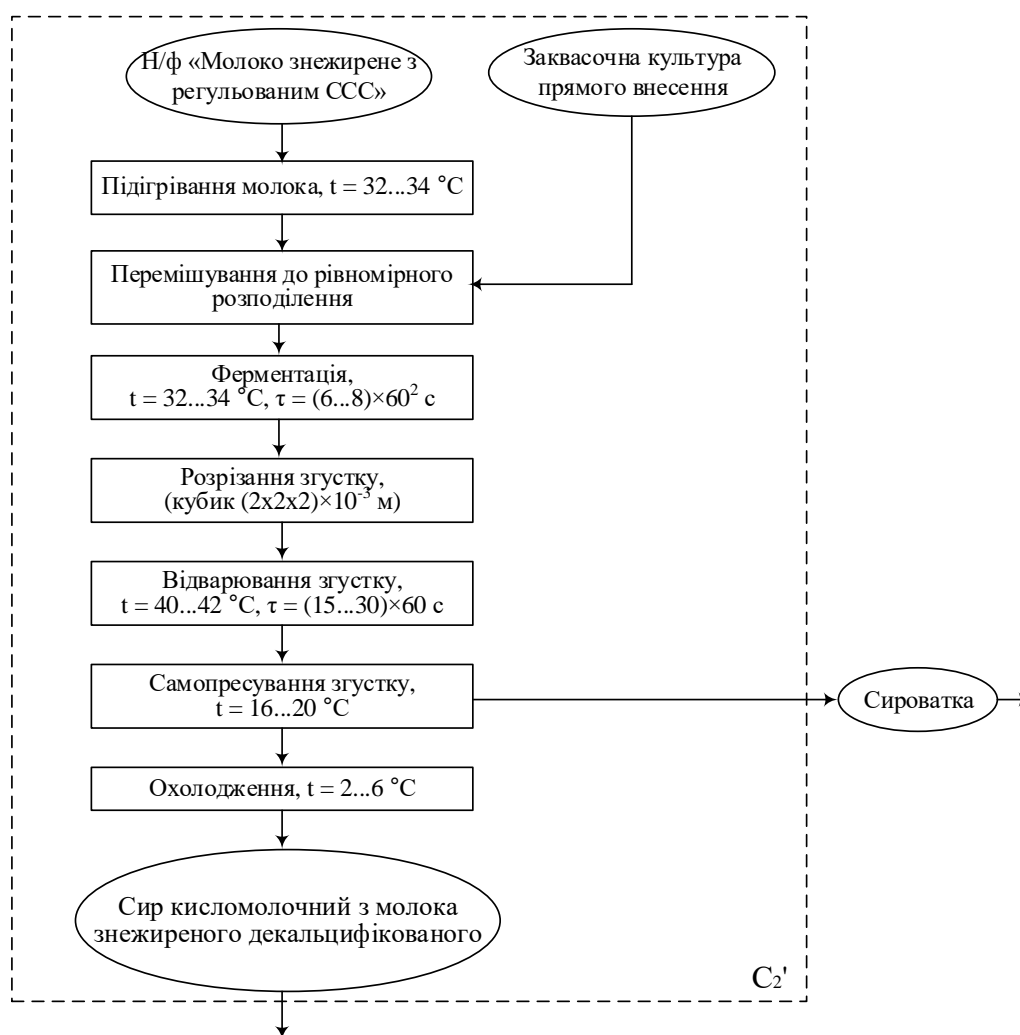 Н/ф «Молоко знежирене з
регульованим ССС»
Заквасочна культура
прямого внесення
Підігрівання молока, t = 32...34 °С
Перемішування до рівномірного
розподілення
Ферментація,
t = 32...34 °С, τ = (6...8)×60² с
Розрізання згустку,
(кубик (2х2х2)×10⁻³ м)
Відварювання згустку,
t = 40...42 °С, τ = (15...30)×60 с
Самопресування згустку,
t = 16...20 °С
Сироватка
Охолодження, t = 2...6 °С
Сир кисломолочний з молока
знежиреного декальцифікованого
С₂'